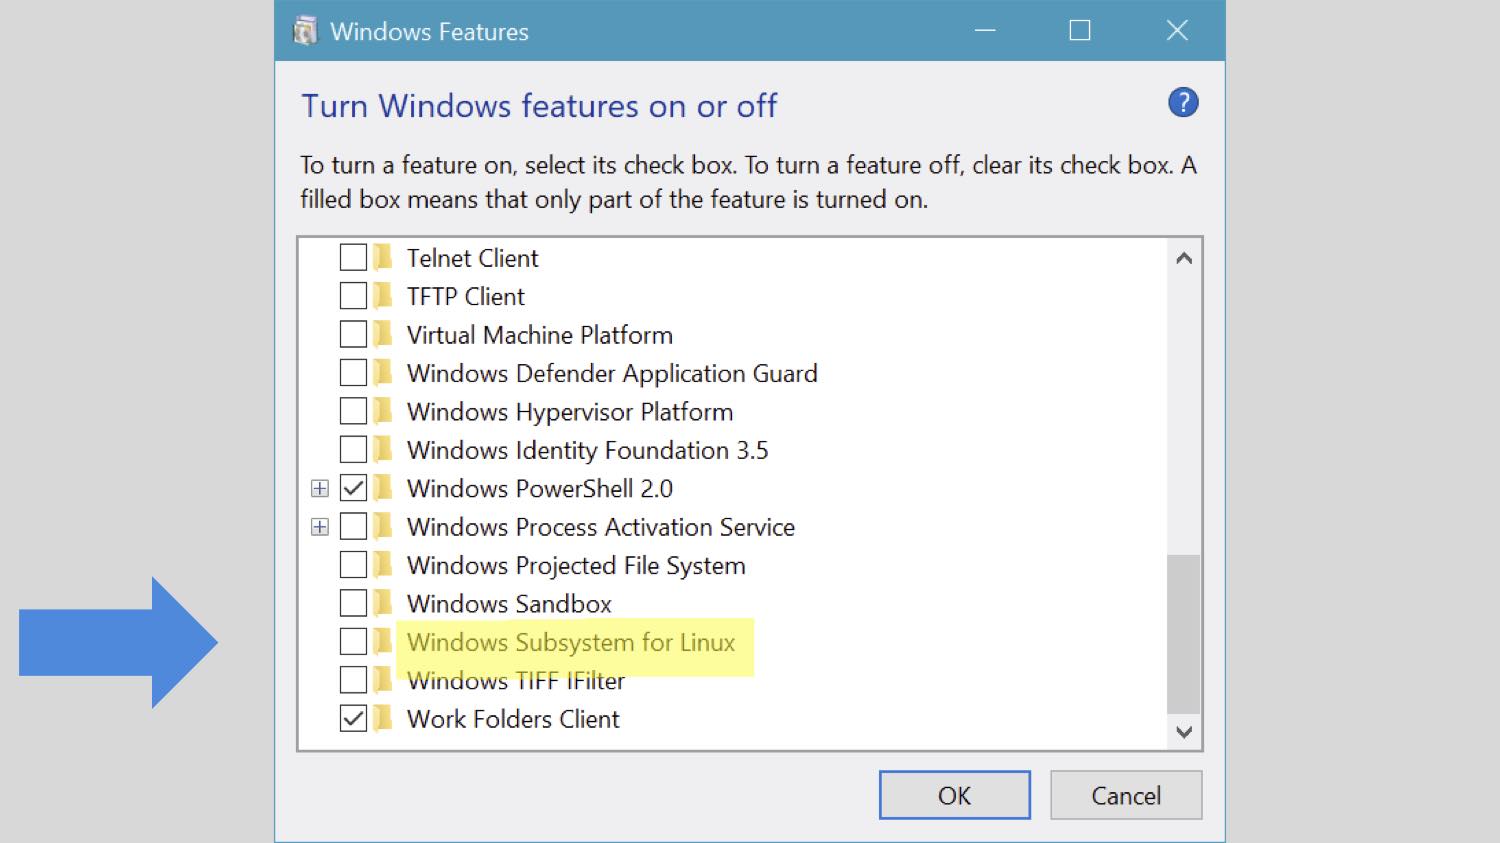 Windows Features
Turn Windows features on or off
?
To turn a feature on, select its check box. To turn a feature off, clear its check box. A
filled box means that only part of the feature is turned on.
Telnet Client
TFTP Client
Virtual Machine Platform
Windows Defender Application Guard
Windows Hypervisor Platform
Windows Identity Foundation 3.5
Windows PowerShell 2.0
Windows Process Activation Service
Windows Projected File System
Windows Sandbox
Windows Subsystem for Linux
Windows TIFF IFilter
Work Folders Client
OK
Cancel